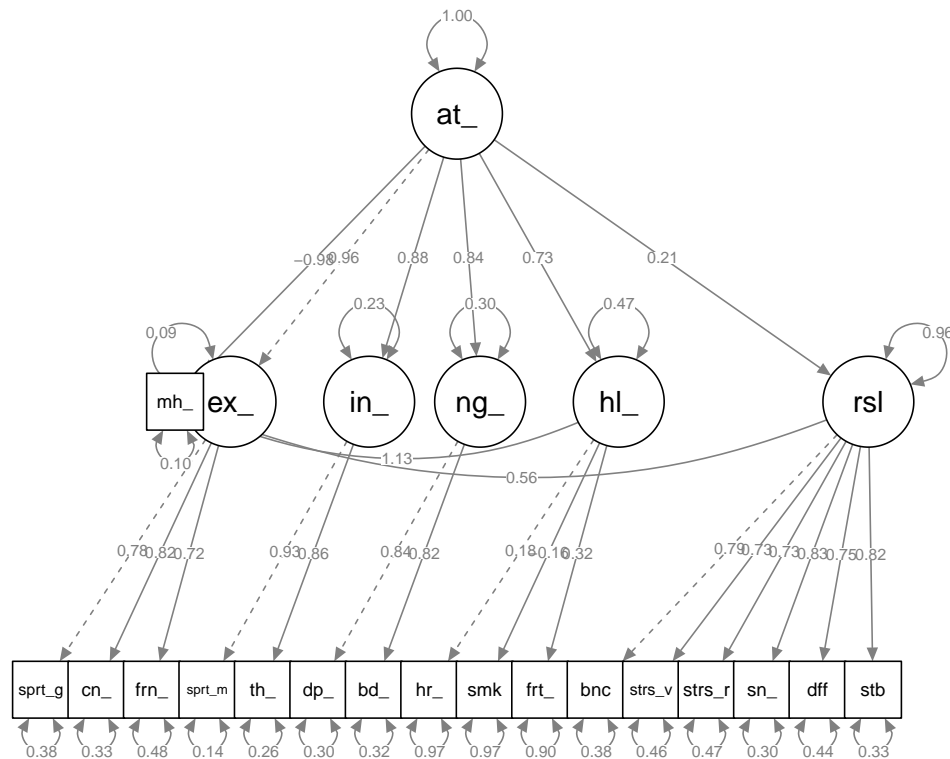 1.00
at_
−0.98 0.96 0.88 0.84 0.73 0.21
0.09 0.23 0.30 0.47 0.96
mh_ ex_ in_ ng_ hl_ rsl
0.10 1.13 0.56
0.78 0.82 0.72 0.93 0.86 0.84 0.82 0.18 −0.16 0.32 0.79 0.73 0.73 0.83 0.75 0.82
sprt_g cn_ frn_ sprt_m th_ dp_ bd_ hr_ smk frt_ bnc strs_v strs_r sn_ dff stb
0.38 0.33 0.48 0.14 0.26 0.30 0.32 0.97 0.97 0.90 0.38 0.46 0.47 0.30 0.44 0.33